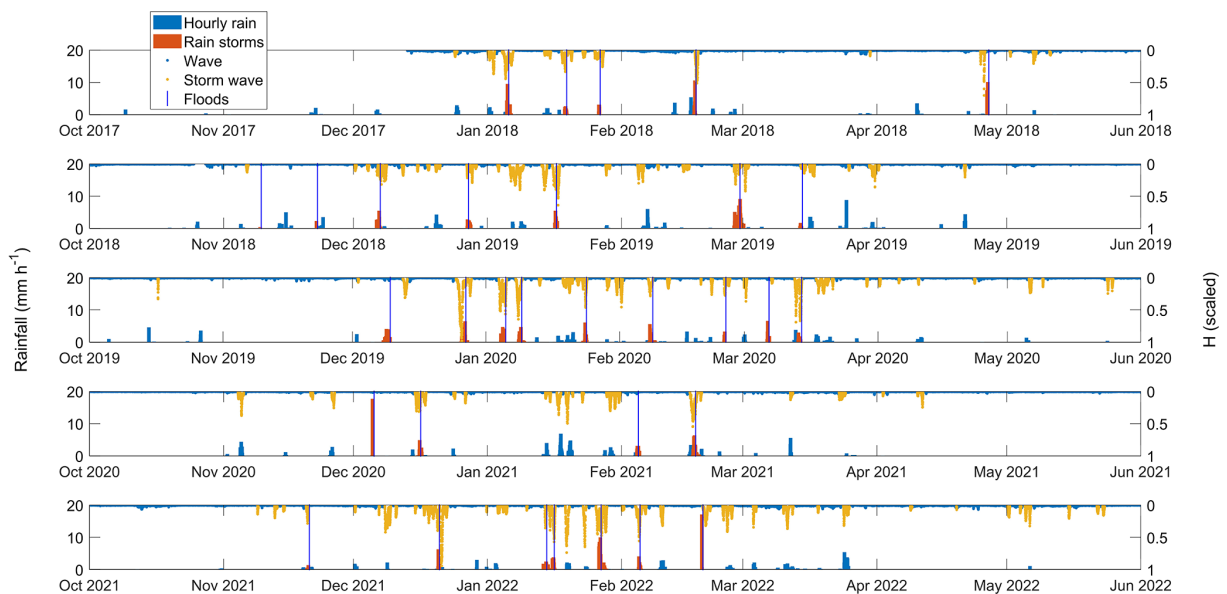 Hourly rain
Rain storms
Wave
Storm wave
Floods
20
10
0
0
0.5
1
Oct 2017 Nov 2017 Dec 2017 Jan 2018 Feb 2018 Mar 2018 Apr 2018 May 2018 Jun 2018
20
10
0
0
0.5
1
Oct 2018 Nov 2018 Dec 2018 Jan 2019 Feb 2019 Mar 2019 Apr 2019 May 2019 Jun 2019
Rainfall (mm h-1)
H (scaled)
20
10
0
0
0.5
1
Oct 2019 Nov 2019 Dec 2019 Jan 2020 Feb 2020 Mar 2020 Apr 2020 May 2020 Jun 2020
20
10
0
0
0.5
1
Oct 2020 Nov 2020 Dec 2020 Jan 2021 Feb 2021 Mar 2021 Apr 2021 May 2021 Jun 2021
20
10
0
0
0.5
1
Oct 2021 Nov 2021 Dec 2021 Jan 2022 Feb 2022 Mar 2022 Apr 2022 May 2022 Jun 2022